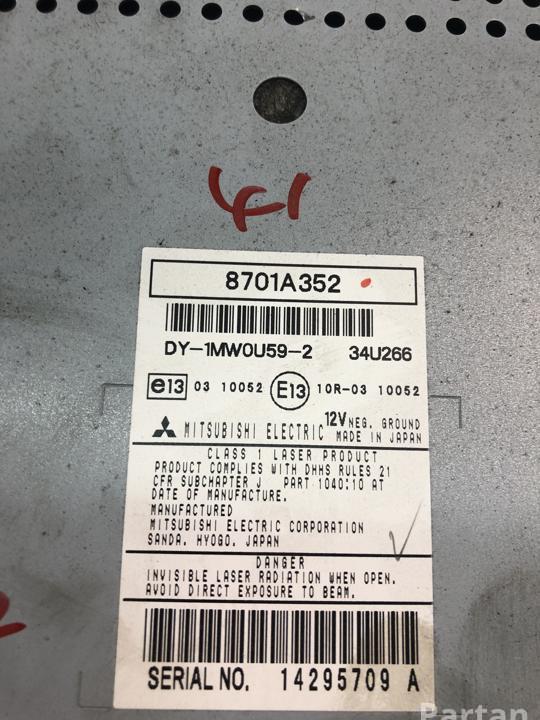 41
8701A352
DY-1MW0U59-2 34U266
e13 03 10052 E13 10R-03 10052
MITSUBISHI ELECTRIC 12V NEG. GROUND
MADE IN JAPAN
CLASS 1 LASER PRODUCT
PRODUCT COMPLIES WITH DHHS RULES 21
CFR SUBCHAPTER J PART 1040:10 AT
DATE OF MANUFACTURE.
MANUFACTURED
MITSUBISHI ELECTRIC CORPORATION
SANDA. HYOGO. JAPAN
DANGER
INVISIBLE LASER RADIATION WHEN OPEN.
AVOID DIRECT EXPOSURE TO BEAM.
SERIAL NO. 14295709 A
Partan